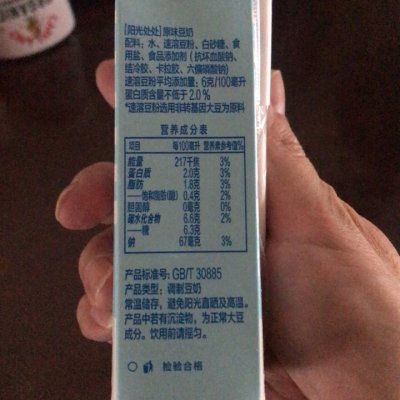 [阳光处处]原味豆奶
配料：水、速溶豆粉、白砂糖、食
用盐、食品添加剂（抗坏血酸钠、
结冷胶、卡拉胶、六偏磷酸钠）
速溶豆粉平均添加量：6克/100毫升
蛋白质含量不低于2.0%
*速溶豆粉选用非转基因大豆为原料
营养成分表
项目 每100毫升 营养素参考值%
能量 217千焦 3%
蛋白质 2.0克 3%
脂肪 1.8克 3%
——饱和脂肪(酸) 0.4克 2%
胆固醇 0毫克 0%
碳水化合物 6.6克 2%
——糖 6.3克
钠 67毫克 3%
产品标准号：GB/T 30885
产品类型：调制豆奶
常温储存，避免阳光直晒及高温。
产品中若有沉淀物，为正常大豆
成分。饮用前请摇匀。
检验合格